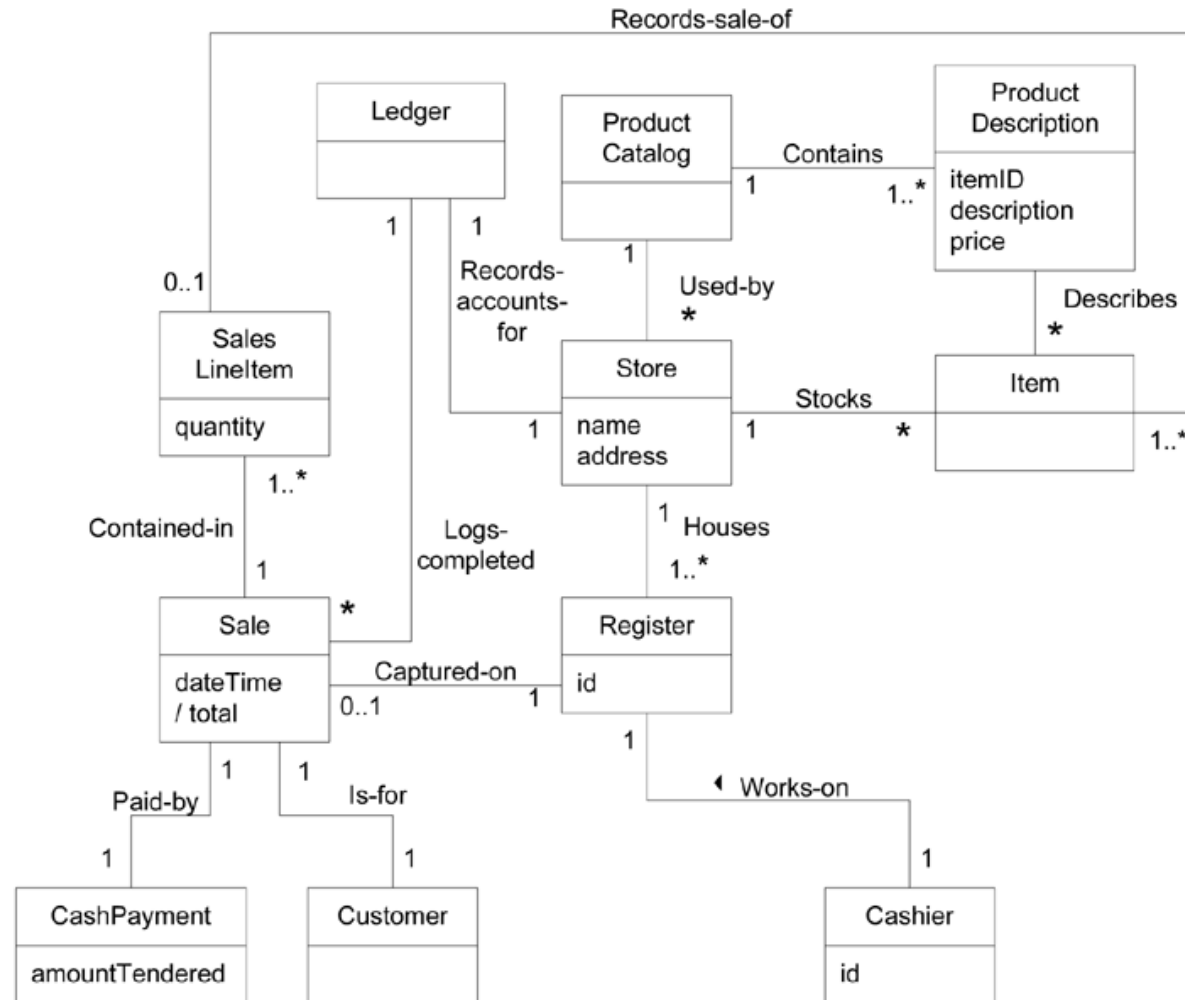 Records-sale-of
Ledger
Product
Catalog
Product
Description
Contains
1
1..*
itemID
description
price
1
1
1
0..1
Records-
accounts-
for
Used-by
*
Describes
*
Sales
LineItem
quantity
Store
name
address
Item
Stocks
1
1
*
1..*
1..*
Contained-in
1
Logs-
completed
*
1
Houses
1..*
Sale
dateTime
/ total
Captured-on
0..1
1
Register
id
1
1
1
Paid-by
Is-for
Works-on
1
1
1
CashPayment
amountTendered
Customer
Cashier
id